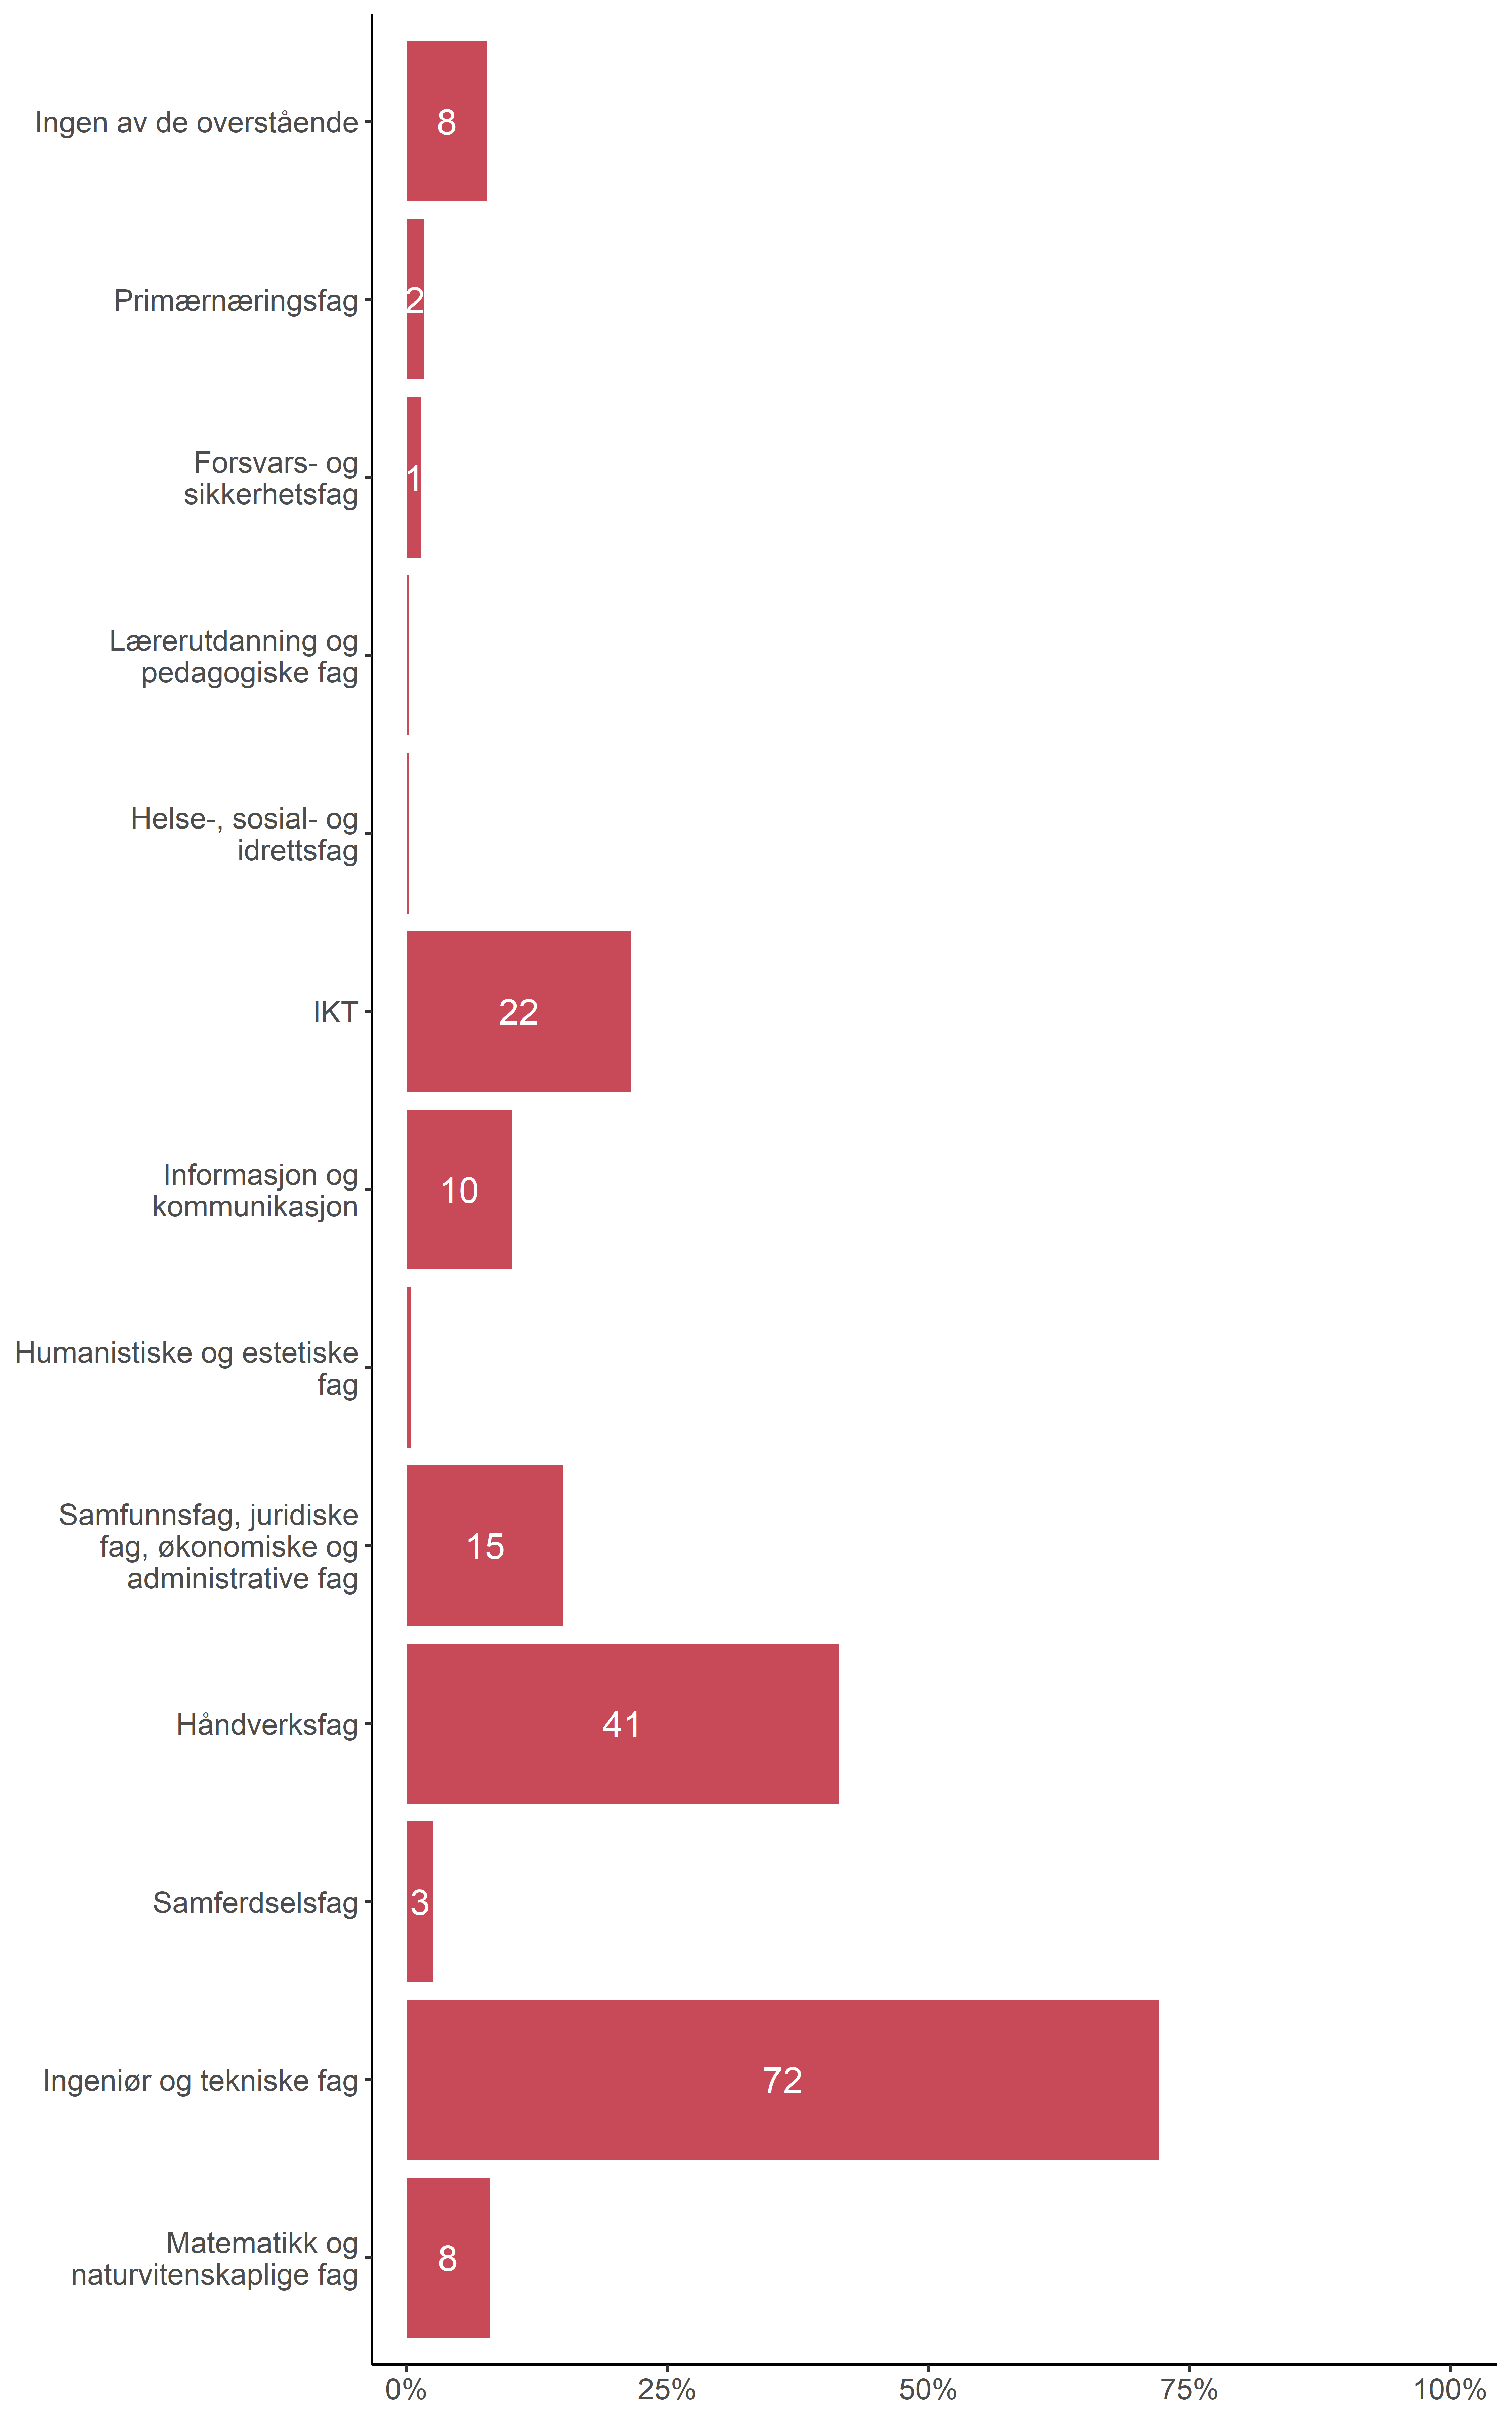 Ingen av de overstående
8
Primærnæringsfag
2
Forsvars- og
sikkerhetsfag
1
Lærerutdanning og
pedagogiske fag
Helse-, sosial- og
idrettsfag
IKT
22
Informasjon og
kommunikasjon
10
Humanistiske og estetiske
fag
Samfunnsfag, juridiske
fag, økonomiske og
administrative fag
15
Håndverksfag
41
Samferdselsfag
3
Ingeniør og tekniske fag
72
Matematikk og
naturvitenskaplige fag
8
0% 25% 50% 75% 100%